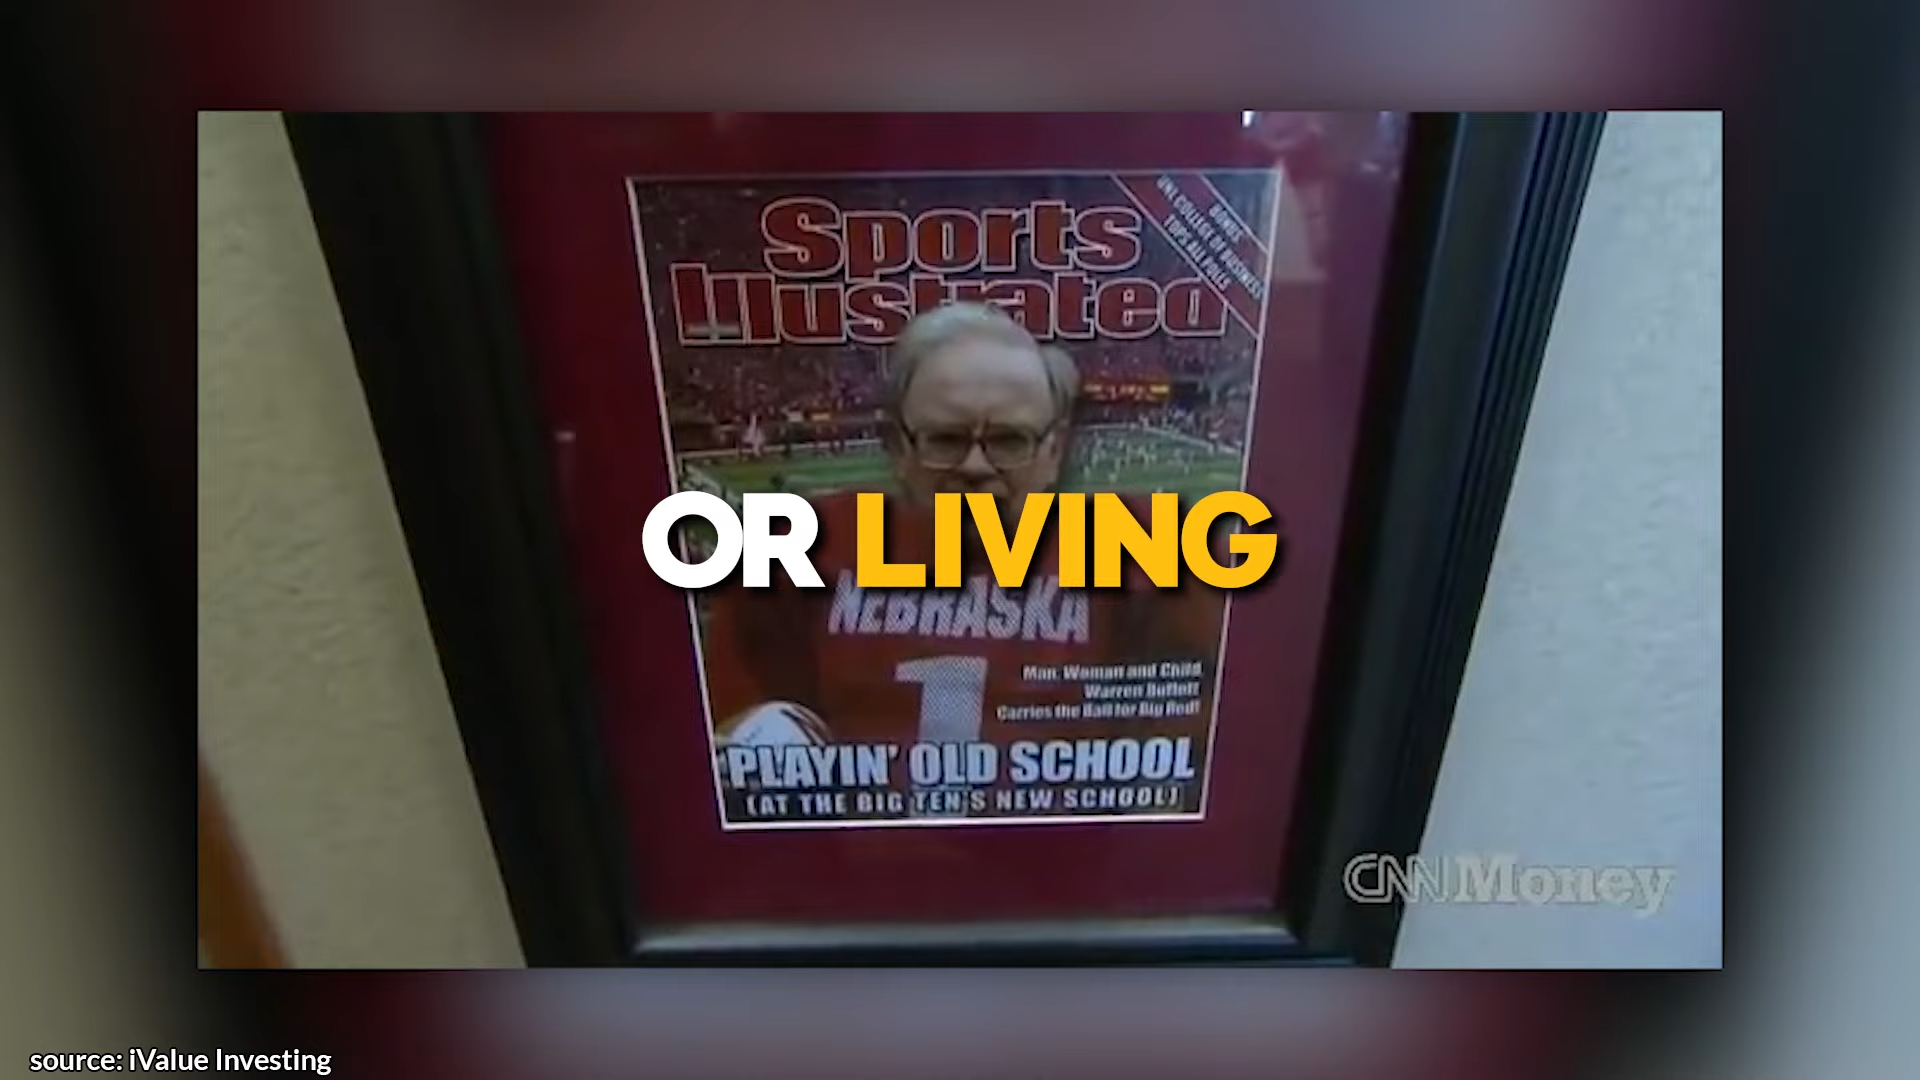 Sports
Illustrated
BONUS
UNL COLLEGE OF BUSINESS
TOPS ALL POLLS
OR LIVING
NEBRASKA
1
Man, Woman and Child,
Warren Buffett
Carries the Ball for Big Red!
PLAYIN' OLD SCHOOL
(AT THE BIG TEN'S NEW SCHOOL)
CNNMoney
source: iValue Investing